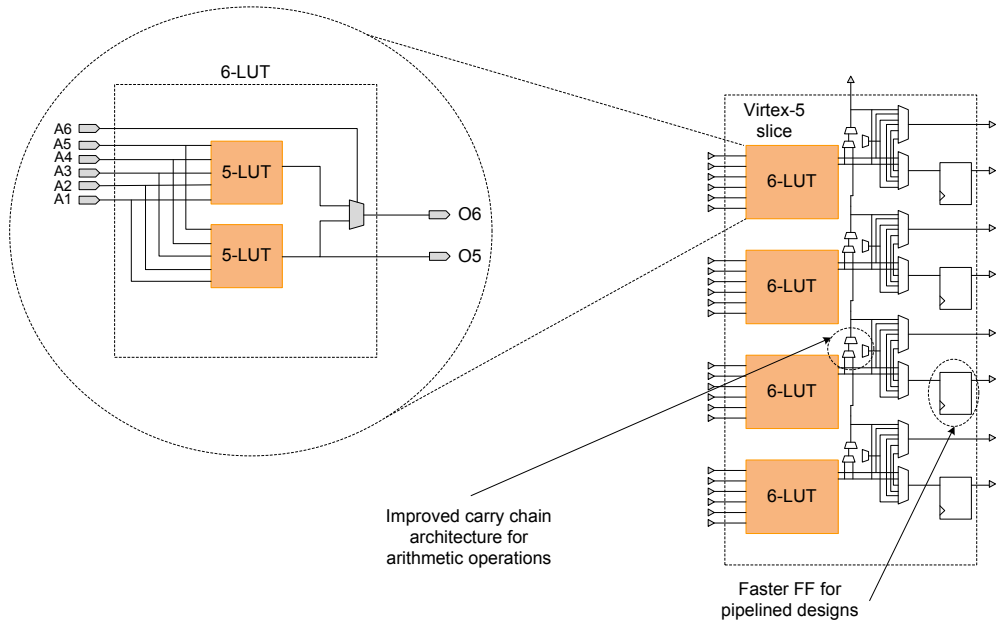 6-LUT
A6
A5
A4
A3
A2
A1
5-LUT
5-LUT
O6
O5
Virtex-5
slice
6-LUT
6-LUT
6-LUT
6-LUT
Improved carry chain
architecture for
arithmetic operations
Faster FF for
pipelined designs